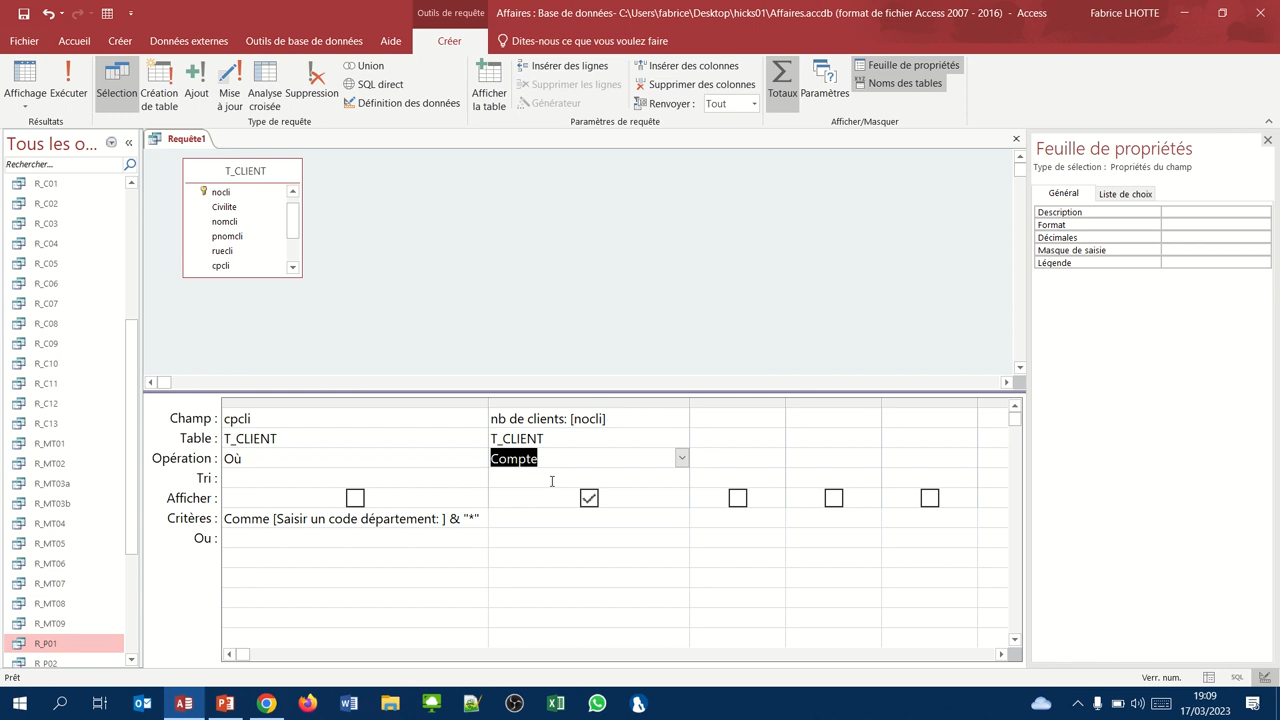 Outils de requête
Affaires : Base de données- C:\Users\fabrice\Desktop\hicks01\Affaires.accdb (format de fichier Access 2007 - 2016) - Access
Fabrice LHOTTE
Fichier Accueil Créer Données externes Outils de base de données Aide Créer Dites-nous ce que vous voulez faire
Affichage
Exécuter
Sélection
Création de table
Ajout
Mise à jour
Analyse croisée
Suppression
Union
SQL direct
Définition des données
Afficher la table
Insérer des lignes
Supprimer les lignes
Générateur
Insérer des colonnes
Supprimer des colonnes
Renvoyer : Tout
Totaux
Paramètres
Feuille de propriétés
Noms des tables
Résultats
Type de requête
Paramètres de requête
Afficher/Masquer
Tous les o...
Rechercher...
R_C01
R_C02
R_C03
R_C04
R_C05
R_C06
R_C07
R_C08
R_C09
R_C10
R_C11
R_C12
R_C13
R_MT01
R_MT02
R_MT03a
R_MT03b
R_MT04
R_MT05
R_MT06
R_MT07
R_MT08
R_MT09
R_P01
R_P02
Requête1
T_CLIENT
nocli
Civilite
nomcli
pnomcli
ruecli
cpcli
Champ : cpcli nb de clients: [nocli]
Table : T_CLIENT T_CLIENT
Opération : Où Compte
Tri :
Afficher :
Critères : Comme [Saisir un code département: ] & "*"
Ou :
Feuille de propriétés
Type de sélection : Propriétés du champ
Général Liste de choix
Description
Format
Décimales
Masque de saisie
Légende
Prêt
Verr. num.
SQL
19:09
17/03/2023